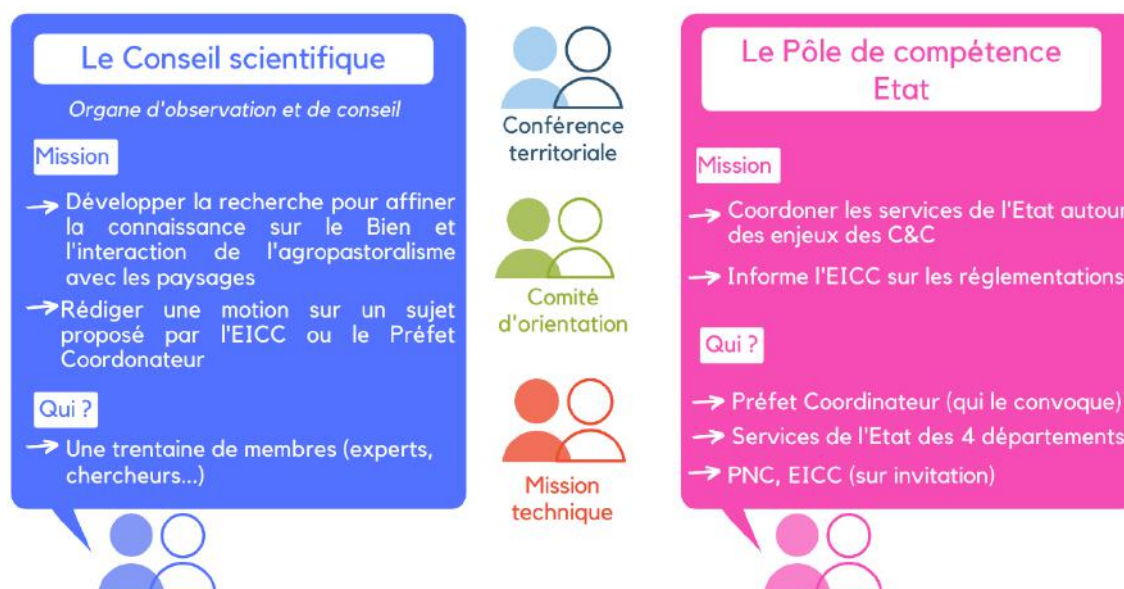 Le Conseil scientifique
Organe d'observation et de conseil
Mission
Développer la recherche pour affiner
la connaissance sur le Bien et
l'interaction de l'agropastoralisme
avec les paysages
Rédiger une motion sur un sujet
proposé par l'EICC ou le Préfet
Coordonateur
Qui ?
Une trentaine de membres (experts,
chercheurs...)
Conférence
territoriale
Comité
d'orientation
Mission
technique
Le Pôle de compétence
Etat
Mission
Coordoner les services de l'Etat autour
des enjeux des C&C
Informe l'EICC sur les réglementations
Qui ?
Préfet Coordinateur (qui le convoque)
Services de l'Etat des 4 départements
PNC, EICC (sur invitation)